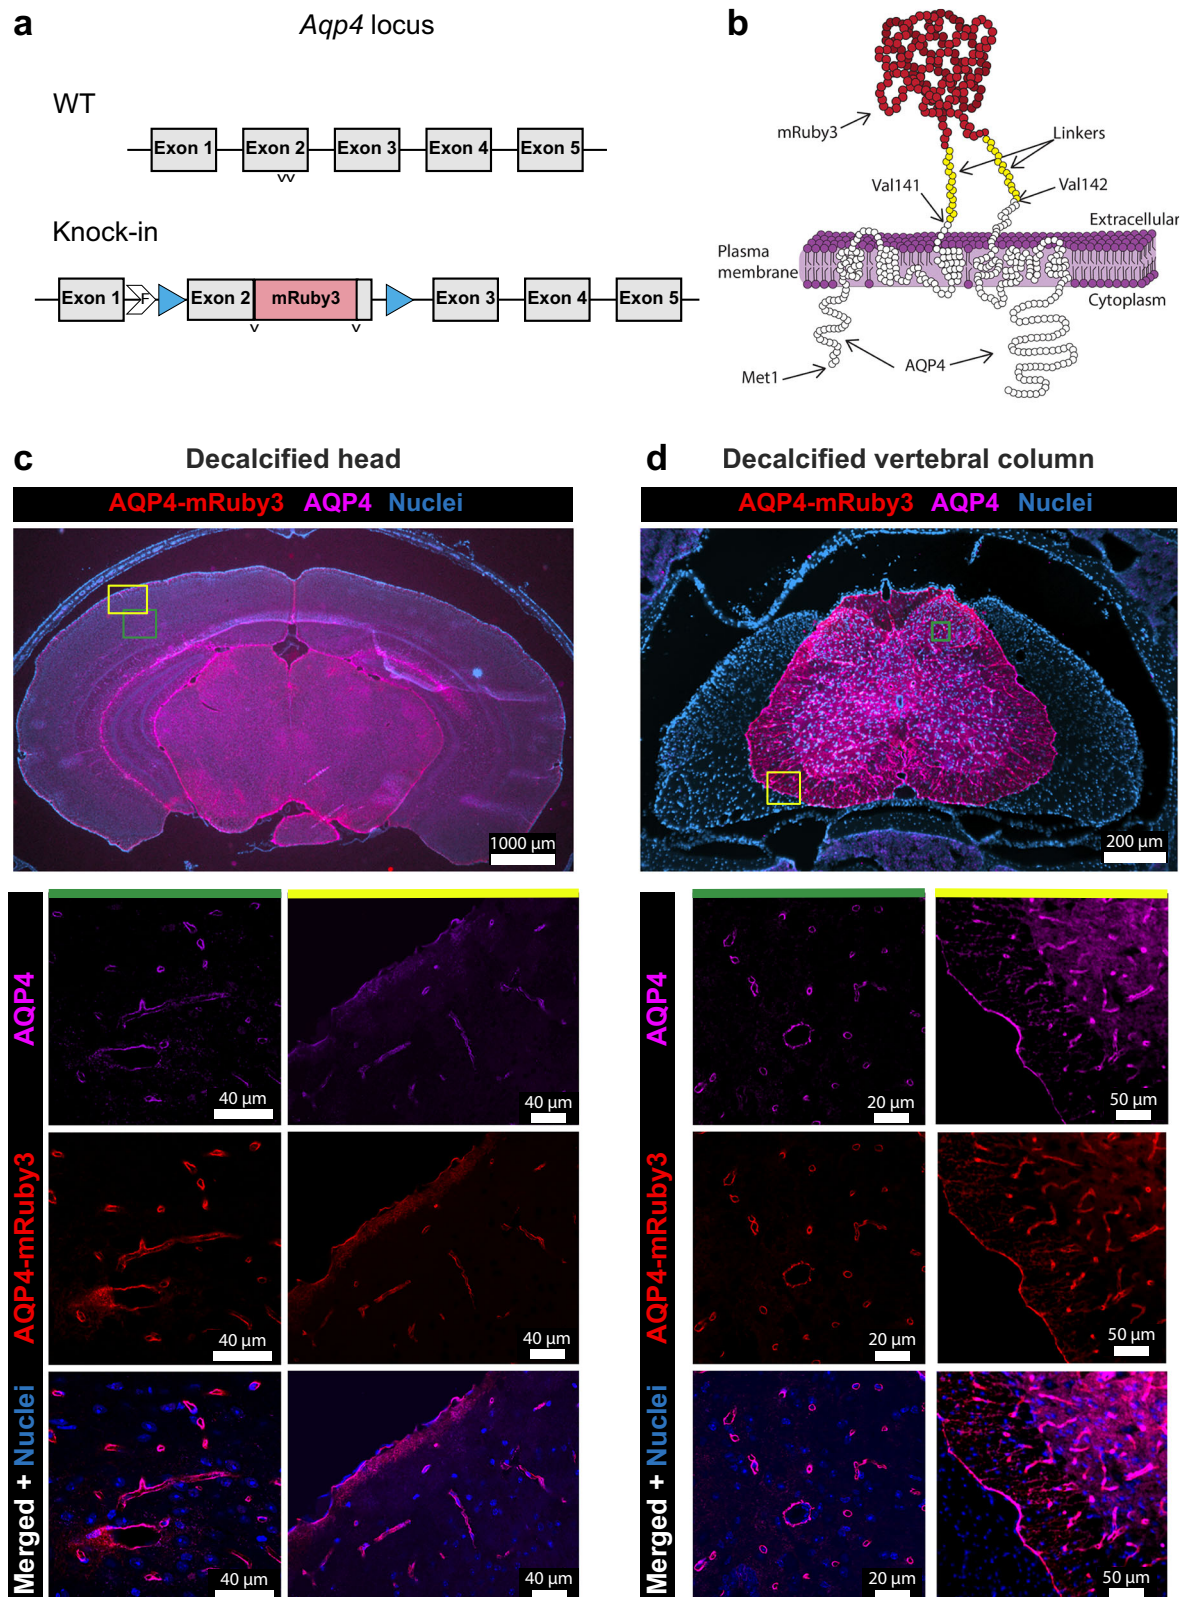 a
Aqp4 locus
WT
Exon 1 Exon 2 Exon 3 Exon 4 Exon 5
Knock-in
Exon 1 F Exon 2 mRuby3 Exon 3 Exon 4 Exon 5
b
mRuby3
Linkers
Val141
Val142
Extracellular
Plasma
membrane
Cytoplasm
AQP4
Met1
c
Decalcified head
AQP4-mRuby3 AQP4 Nuclei
1000 µm
AQP4
40 µm
40 µm
AQP4-mRuby3
40 µm
40 µm
Merged + Nuclei
40 µm
40 µm
d
Decalcified vertebral column
AQP4-mRuby3 AQP4 Nuclei
200 µm
AQP4
20 µm
50 µm
AQP4-mRuby3
20 µm
50 µm
Merged + Nuclei
20 µm
50 µm